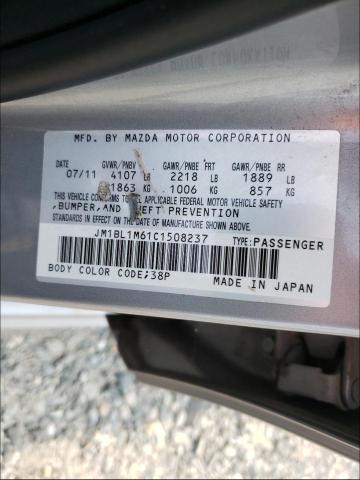 MFD. BY MAZDA MOTOR CORPORATION
DATE GVWR/PNBV GAWR/PNBE FRT GAWR/PNBE RR
07/11 4107 LB 2218 LB 1889 LB
1863 KG 1006 KG 857 KG
THIS VEHICLE CONFORMS TO ALL APPLICABLE FEDERAL MOTOR VEHICLE SAFETY
,BUMPER,AND THEFT PREVENTION
STANDARDS IN EFFECT ON THE DATE OF MANUFACTURE SHOWN ABOVE.
JM1BL1M61C1508237 TYPE:PASSENGER
BODY COLOR CODE;38P MADE IN JAPAN